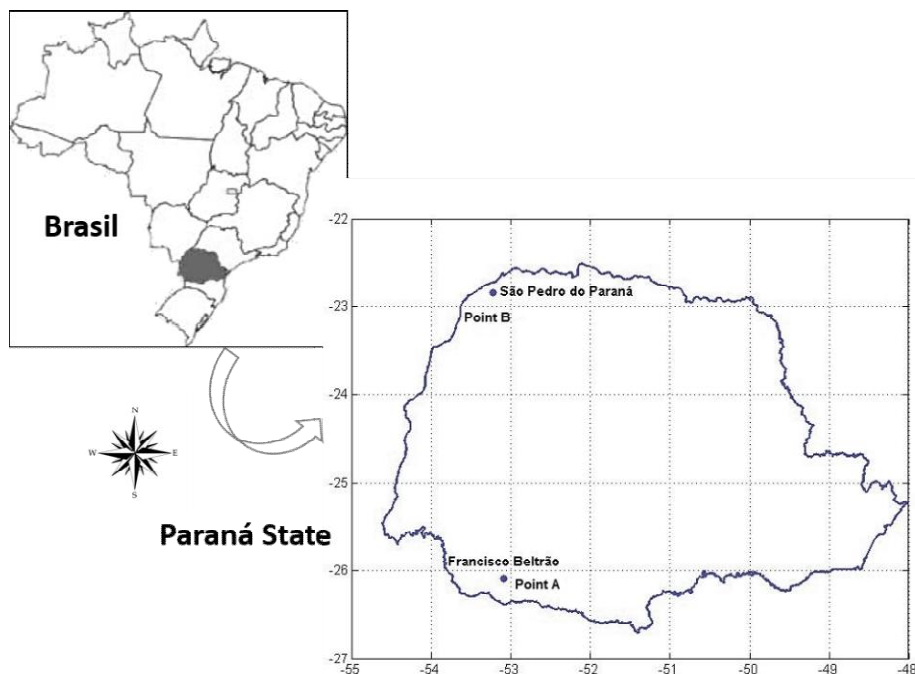 Brasil
-22
São Pedro do Paraná
-23
Point B
-24
N
W E
S
-25
Paraná State
Francisco Beltrão
-26
Point A
-27
-55 -54 -53 -52 -51 -50 -49 -48